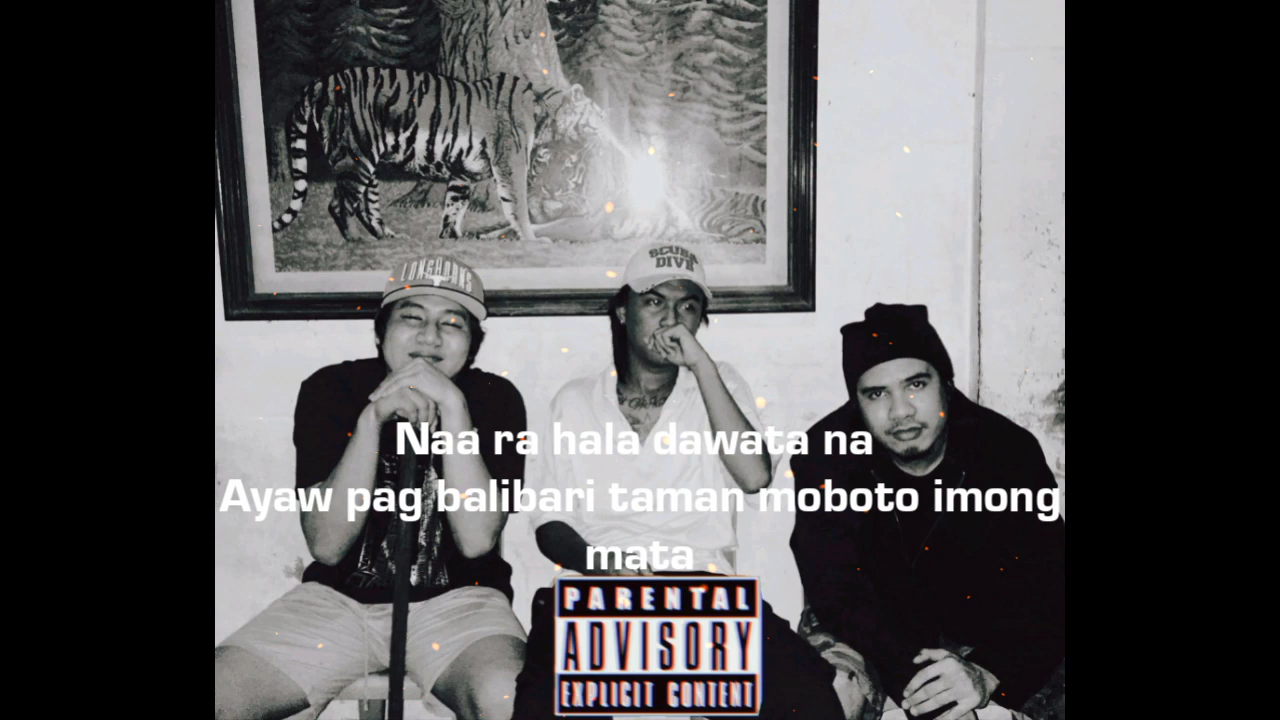 LONGHORNS
SCUBA
DIVE
Naa ra hala dawata na
Ayaw pag balibari taman moboto imong
mata
PARENTAL
ADVISORY
EXPLICIT CONTENT